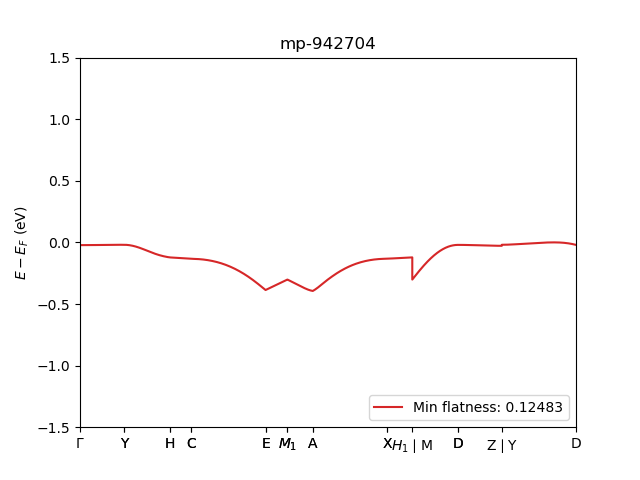 mp-942704
E − E_F (eV)
1.5
1.0
0.5
0.0
−0.5
−1.0
−1.5
Min flatness: 0.12483
Γ Y H C E M₁ A X H₁ | M D Z | Y D